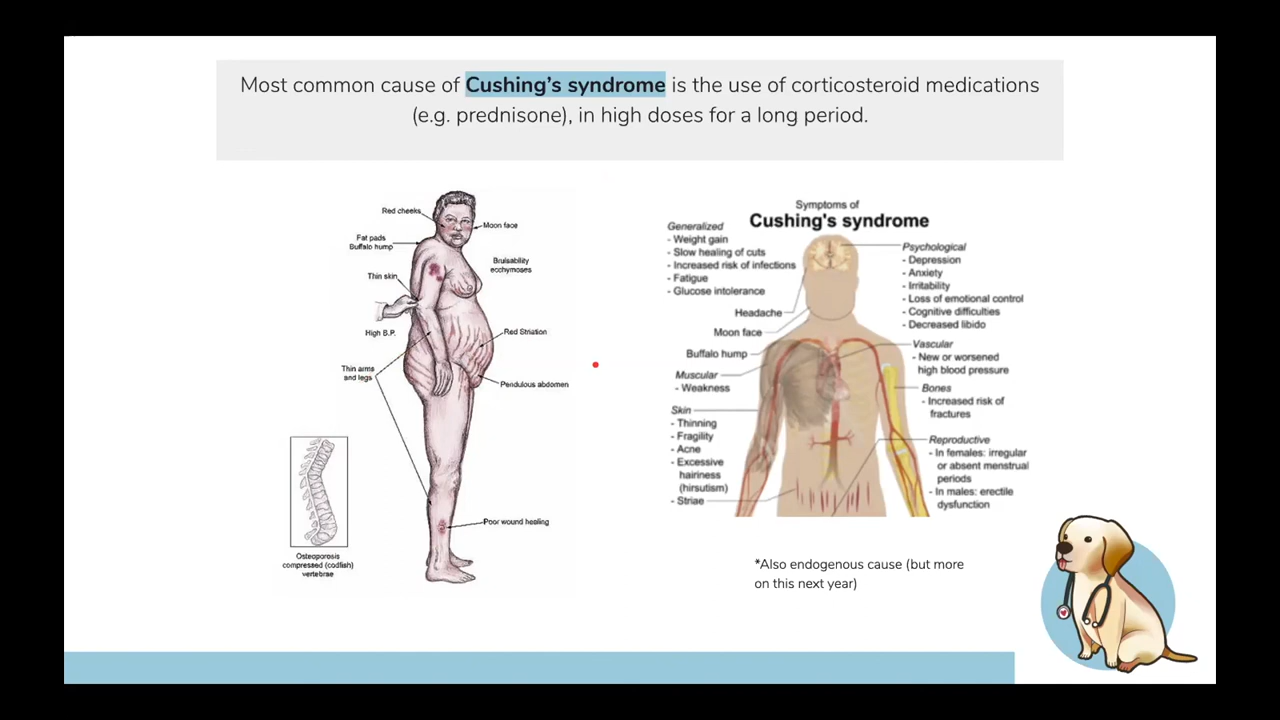 Most common cause of Cushing's syndrome is the use of corticosteroid medications
(e.g. prednisone), in high doses for a long period.
Red cheeks
Moon face
Fat pads
Buffalo hump
Bruisability
ecchymoses
Thin skin
High B.P.
Red Striation
Thin arms
and legs
Pendulous abdomen
Poor wound healing
Osteoporosis
compressed (codfish)
vertebrae
Symptoms of
Cushing's syndrome
Generalized
- Weight gain
- Slow healing of cuts
- Increased risk of infections
- Fatigue
- Glucose intolerance
Headache
Moon face
Buffalo hump
Muscular
- Weakness
Skin
- Thinning
- Fragility
- Acne
- Excessive
hairiness
(hirsutism)
- Striae
Psychological
- Depression
- Anxiety
- Irritability
- Loss of emotional control
- Cognitive difficulties
- Decreased libido
Vascular
- New or worsened
high blood pressure
Bones
- Increased risk of
fractures
Reproductive
- In females: irregular
or absent menstrual
periods
- In males: erectile
dysfunction
*Also endogenous cause (but more
on this next year)